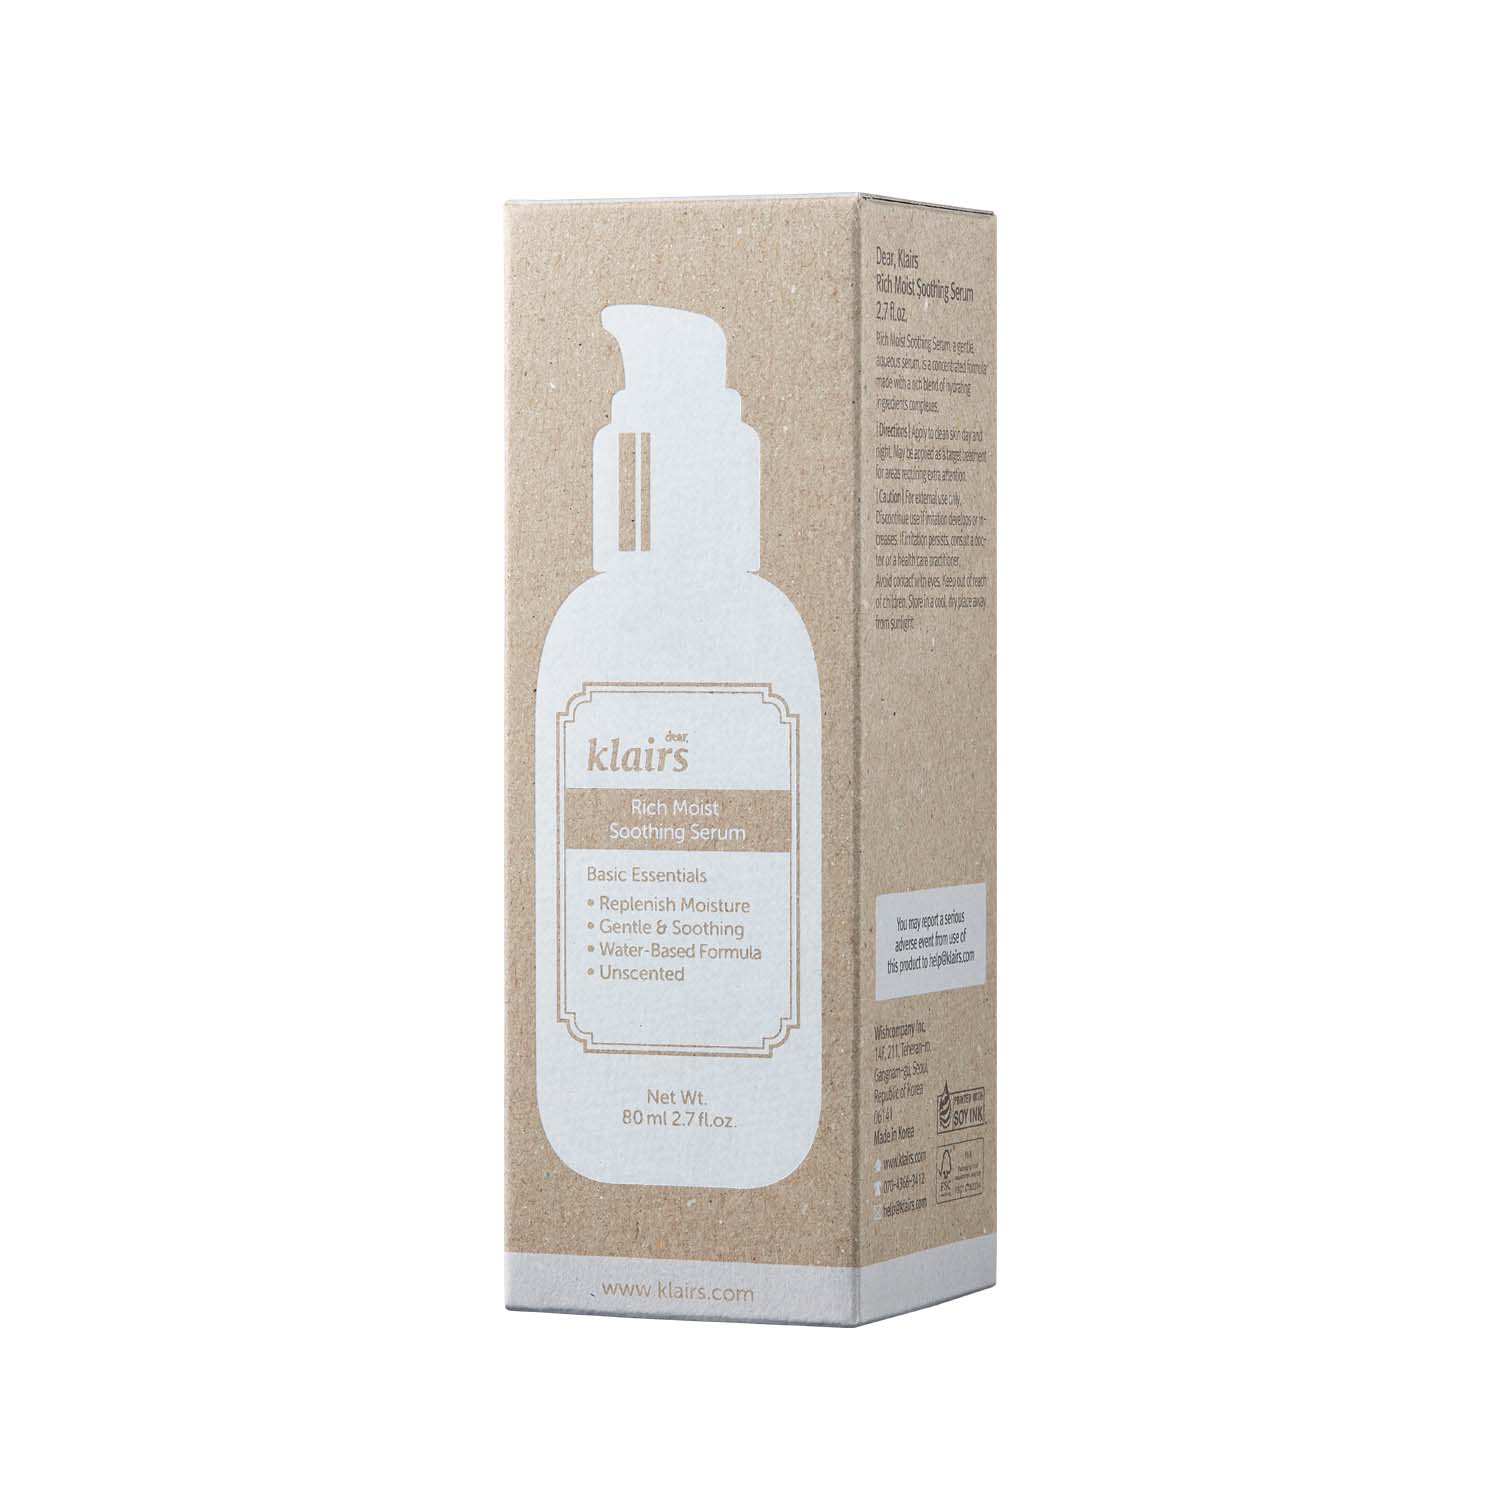 dear,
klairs
Rich Moist
Soothing Serum
Basic Essentials
• Replenish Moisture
• Gentle & Soothing
• Water-Based Formula
• Unscented
Net Wt.
80 ml 2.7 fl.oz.
www.klairs.com
Dear, Klairs
Rich Moist Soothing Serum
2.7 fl.oz.
Rich Moist Soothing Serum, a gentle,
aqueous serum, is a concentrated formula
made with a rich blend of hydrating
ingredients complexes.
| Directions | Apply to clean skin day and
night. May be applied as a target treatment
for areas requiring extra attention.
| Caution | For external use only.
Discontinue use if irritation develops or in-
creases. If irritation persists, consult a doc-
tor or a health care practitioner.
Avoid contact with eyes. Keep out of reach
of children. Store in a cool, dry place away
from sunlight
You may report a serious
adverse event from use of
this product to help@klairs.com
Wishcompany Inc.
14F, 211, Teheran-ro,
Gangnam-gu, Seoul,
Republic of Korea
06141
Made in Korea
www.klairs.com
070-4366-3412
help@klairs.com
PRINTED WITH
SOY INK
FSC